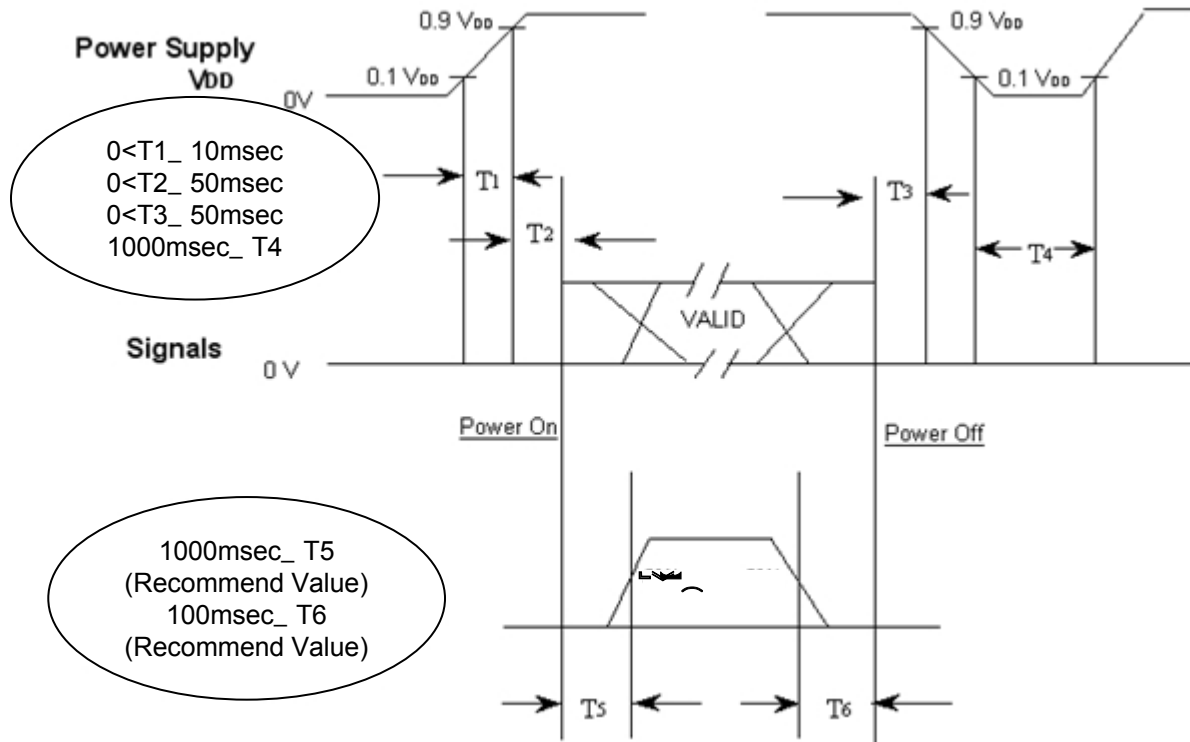 0.9 VDD
0.9 VDD
Power Supply
VDD
0.1 VDD
0.1 VDD
0V
0<T1_ 10msec
0<T2_ 50msec
0<T3_ 50msec
1000msec_ T4
T1
T3
T2
T4
VALID
Signals
0 V
Power On
Power Off
1000msec_ T5
(Recommend Value)
100msec_ T6
(Recommend Value)
T5
T6